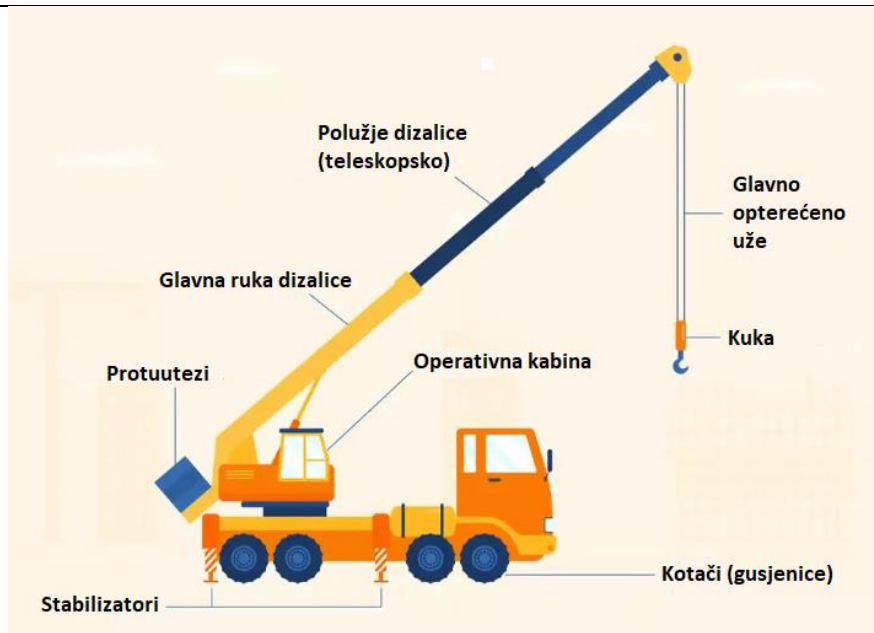 Polužje dizalice
(teleskopsko)
Glavno
opterećeno
uže
Glavna ruka dizalice
Kuka
Operativna kabina
Protuutezi
Kotači (gusjenice)
Stabilizatori